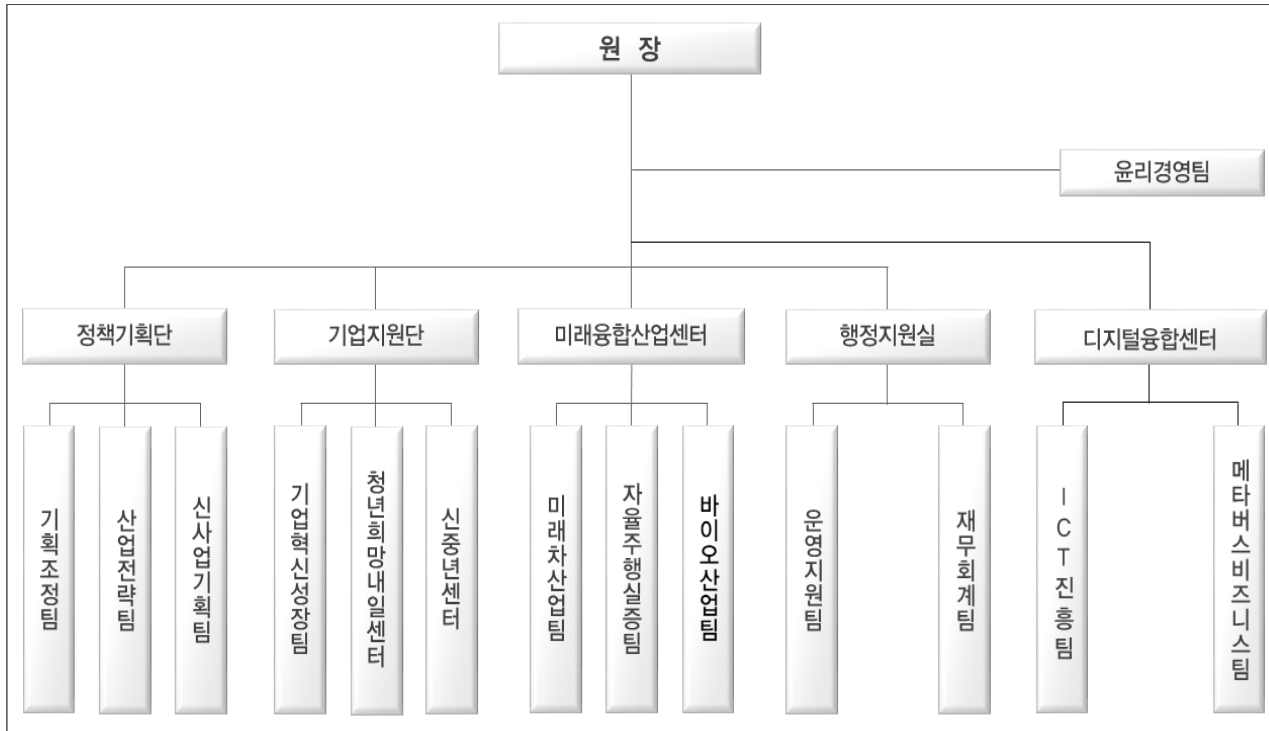 원 장
윤리경영팀
정책기획단
기업지원단
미래융합산업센터
행정지원실
디지털융합센터
기획조정팀
산업전략팀
신사업기획팀
기업혁신성장팀
청년희망내일센터
신중년센터
미래차산업팀
자율주행실증팀
바이오산업팀
운영지원팀
재무회계팀
ICT진흥팀
메타버스비즈니스팀